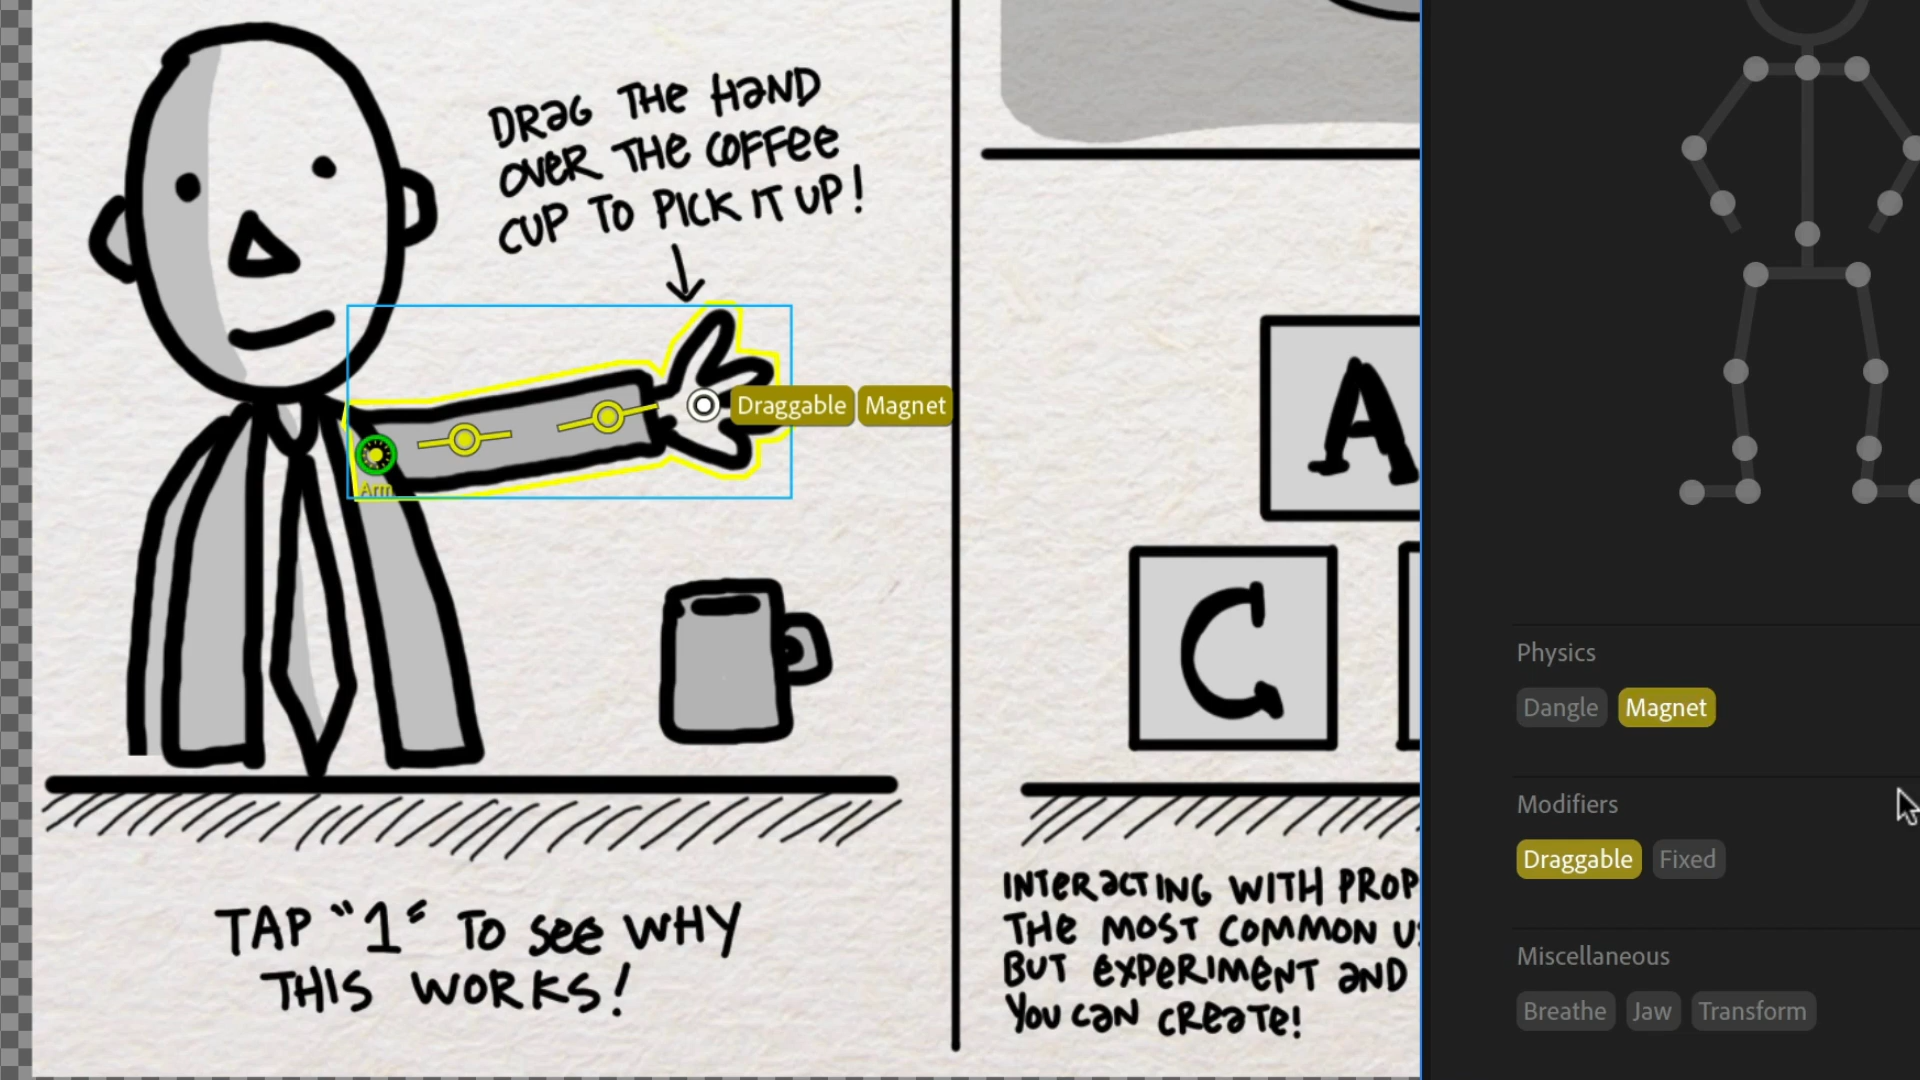 DRAG THE HAND
OVER THE COFFEE
CUP TO PICK IT UP!
Draggable Magnet
Arm
A
C
TAP "1" TO SEE WHY
THIS WORKS!
INTERACTING WITH PROP
THE MOST COMMON U
BUT EXPERIMENT AND
YOU CAN CREATE!
Physics
Dangle Magnet
Modifiers
Draggable Fixed
Miscellaneous
Breathe Jaw Transform